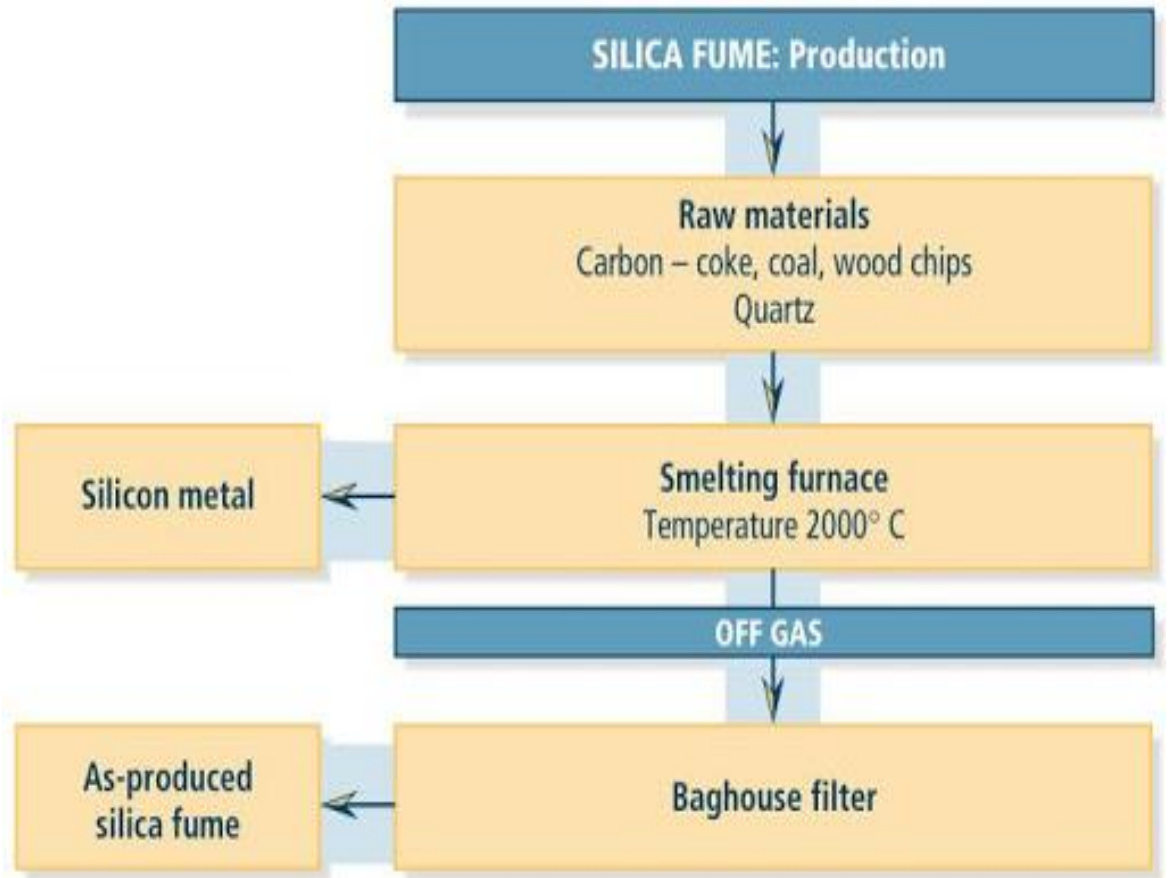 SILICA FUME: Production
Raw materials
Carbon – coke, coal, wood chips
Quartz
Silicon metal
Smelting furnace
Temperature 2000° C
OFF GAS
As-produced
silica fume
Baghouse filter